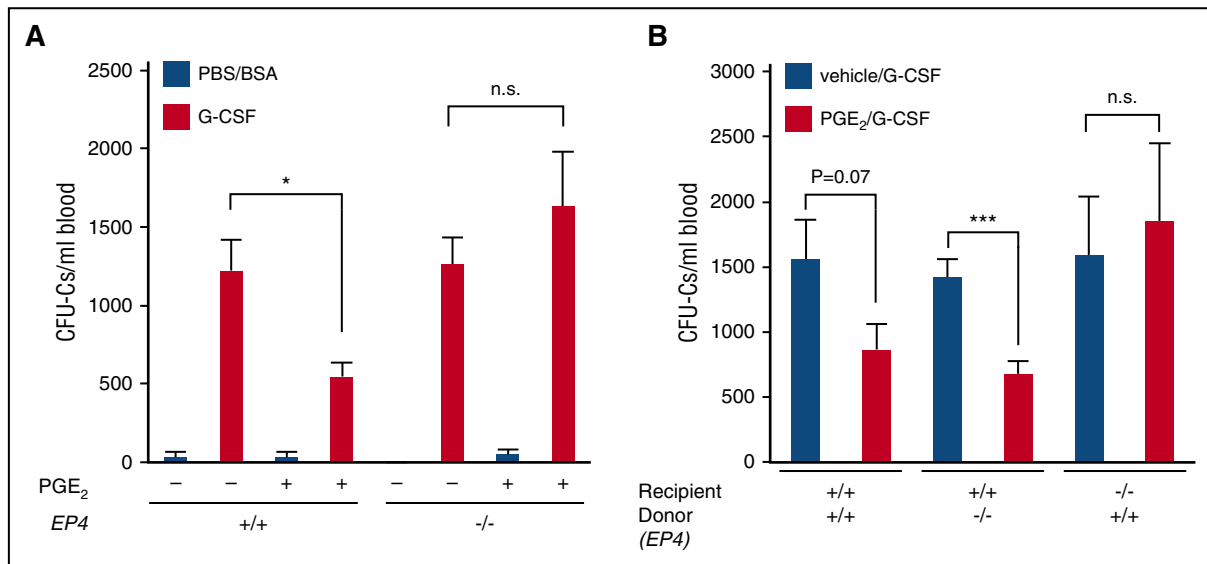 A
PBS/BSA
G-CSF
CFU-Cs/ml blood
2500
2000
1500
1000
500
0
*
n.s.
PGE₂ – – + + – – + +
EP4 +/+ -/-
B
vehicle/G-CSF
PGE₂/G-CSF
CFU-Cs/ml blood
3000
2500
2000
1500
1000
500
0
P=0.07
***
n.s.
Recipient +/+ +/+ -/-
Donor +/+ -/- +/+
(EP4)